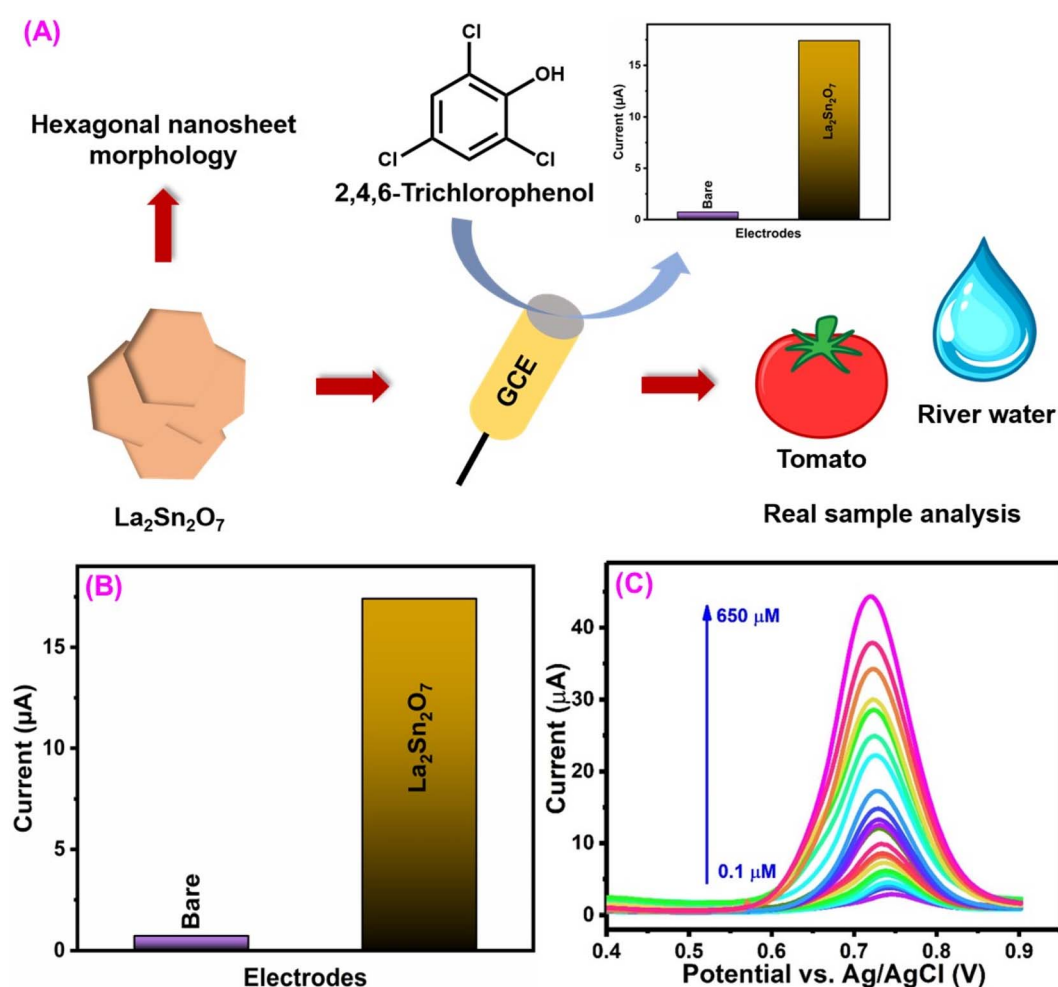 (A)
Hexagonal nanosheet
morphology
Cl
OH
Cl
Cl
2,4,6-Trichlorophenol
Current (µA)
15
10
5
0
Bare
La₂Sn₂O₇
Electrodes
La₂Sn₂O₇
GCE
Tomato
River water
Real sample analysis
(B)
Current (µA)
15
10
5
0
Bare
La₂Sn₂O₇
Electrodes
(C)
650 µM
0.1 µM
Current (µA)
40
30
20
10
0
0.4
0.5
0.6
0.7
0.8
0.9
Potential vs. Ag/AgCl (V)